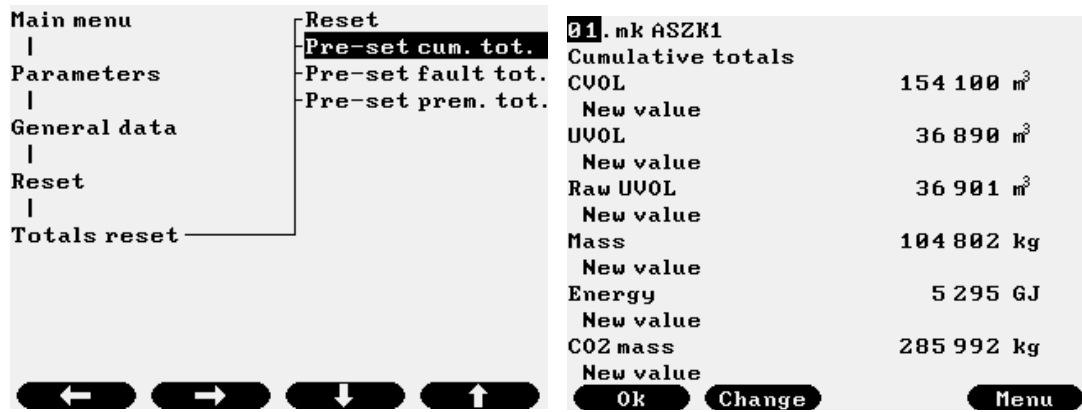 Main menu
Parameters
General data
Reset
Totals reset
Reset
Pre-set cum. tot.
Pre-set fault tot.
Pre-set prem. tot.
01.mk ASZK1
Cumulative totals
CVOL 154 100 m³
New value
UVOL 36 890 m³
New value
Raw UVOL 36 901 m³
New value
Mass 104 802 kg
New value
Energy 5 295 GJ
New value
CO2 mass 285 992 kg
New value
Ok Change Menu